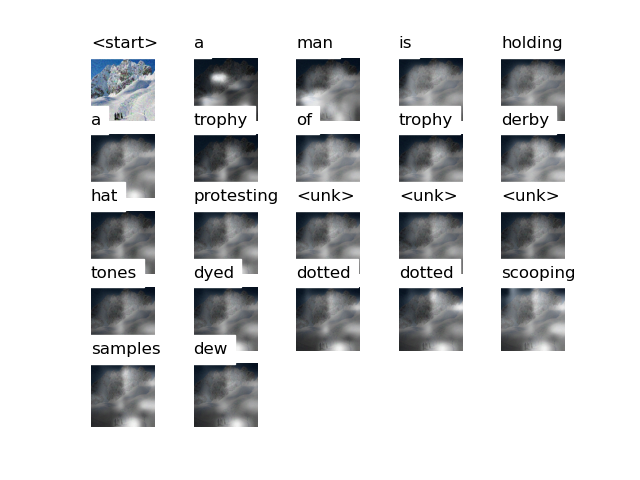 <start> a man is holding
a trophy of trophy derby
hat protesting <unk> <unk> <unk>
tones dyed dotted dotted scooping
samples dew